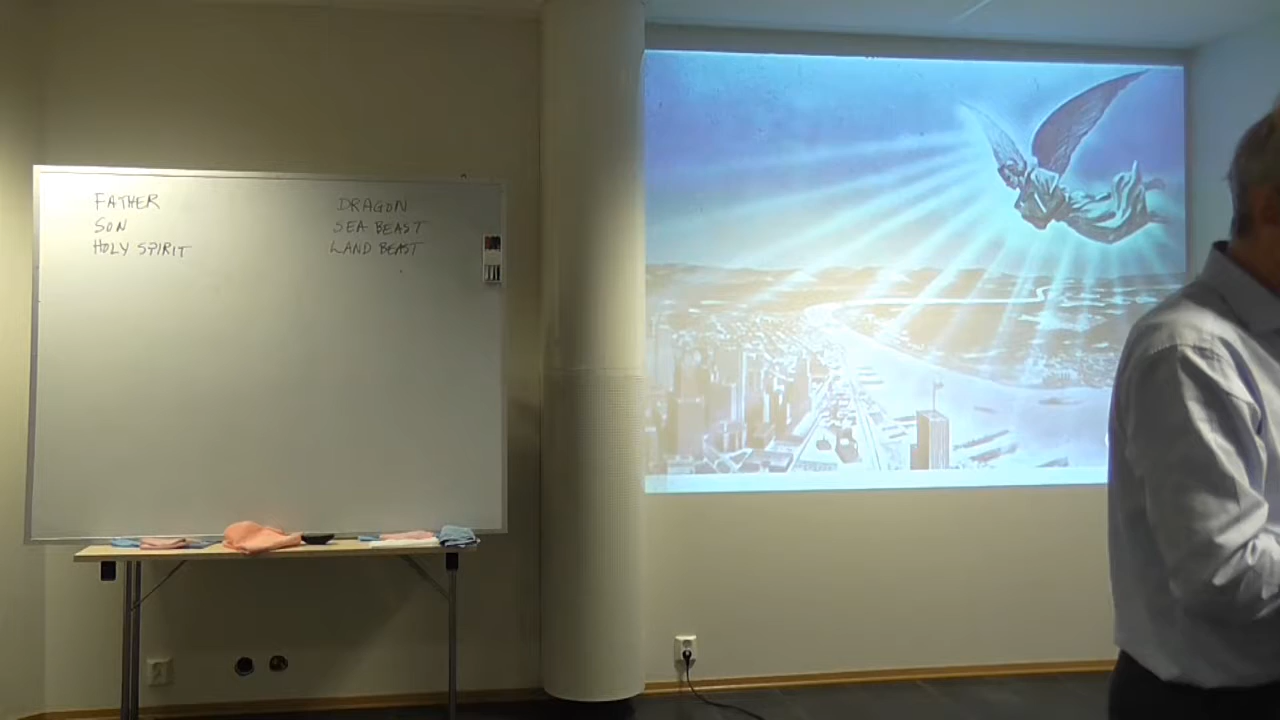 FATHER
SON
HOLY SPIRIT
DRAGON
SEA BEAST
LAND BEAST